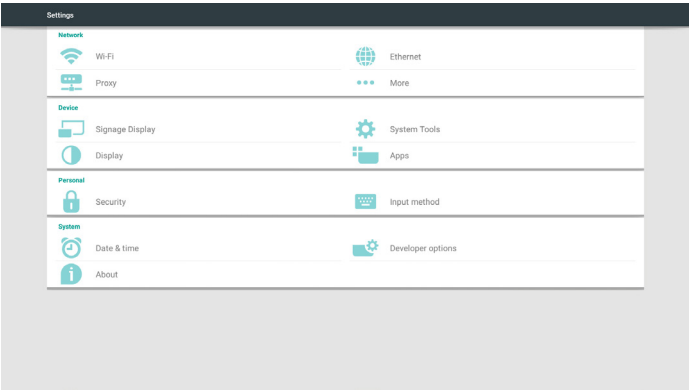 Settings
Network
Wi-Fi
Ethernet
Proxy
More
Device
Signage Display
System Tools
Display
Apps
Personal
Security
Input method
System
Date & time
Developer options
About